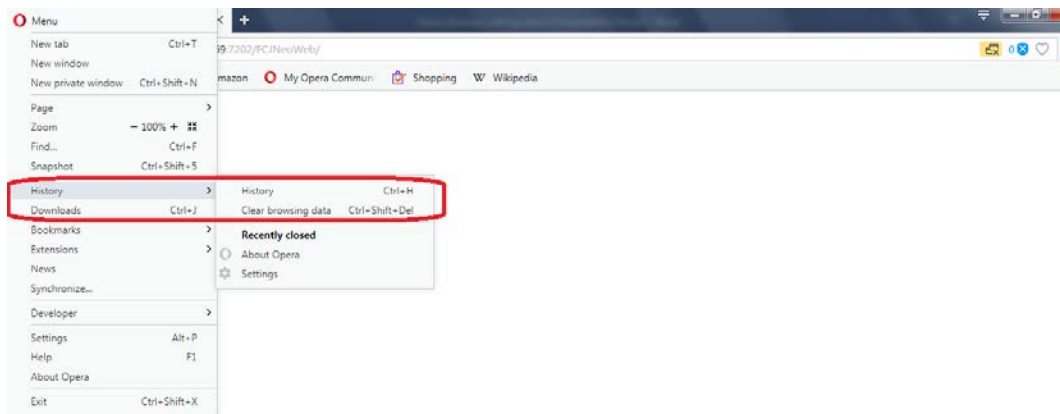 Menu
New tab Ctrl+T
New window
New private window Ctrl+Shift+N
Page
Zoom − 100% +
Find... Ctrl+F
Snapshot Ctrl+Shift+5
History
Downloads Ctrl+J
Bookmarks
Extensions
News
Synchronize...
Developer
Settings Alt+P
Help F1
About Opera
Exit Ctrl+Shift+X
History Ctrl+H
Clear browsing data Ctrl+Shift+Del
Recently closed
About Opera
Settings
9:7202/FCJNeoWeb/
0
mazon My Opera Commun Shopping W Wikipedia